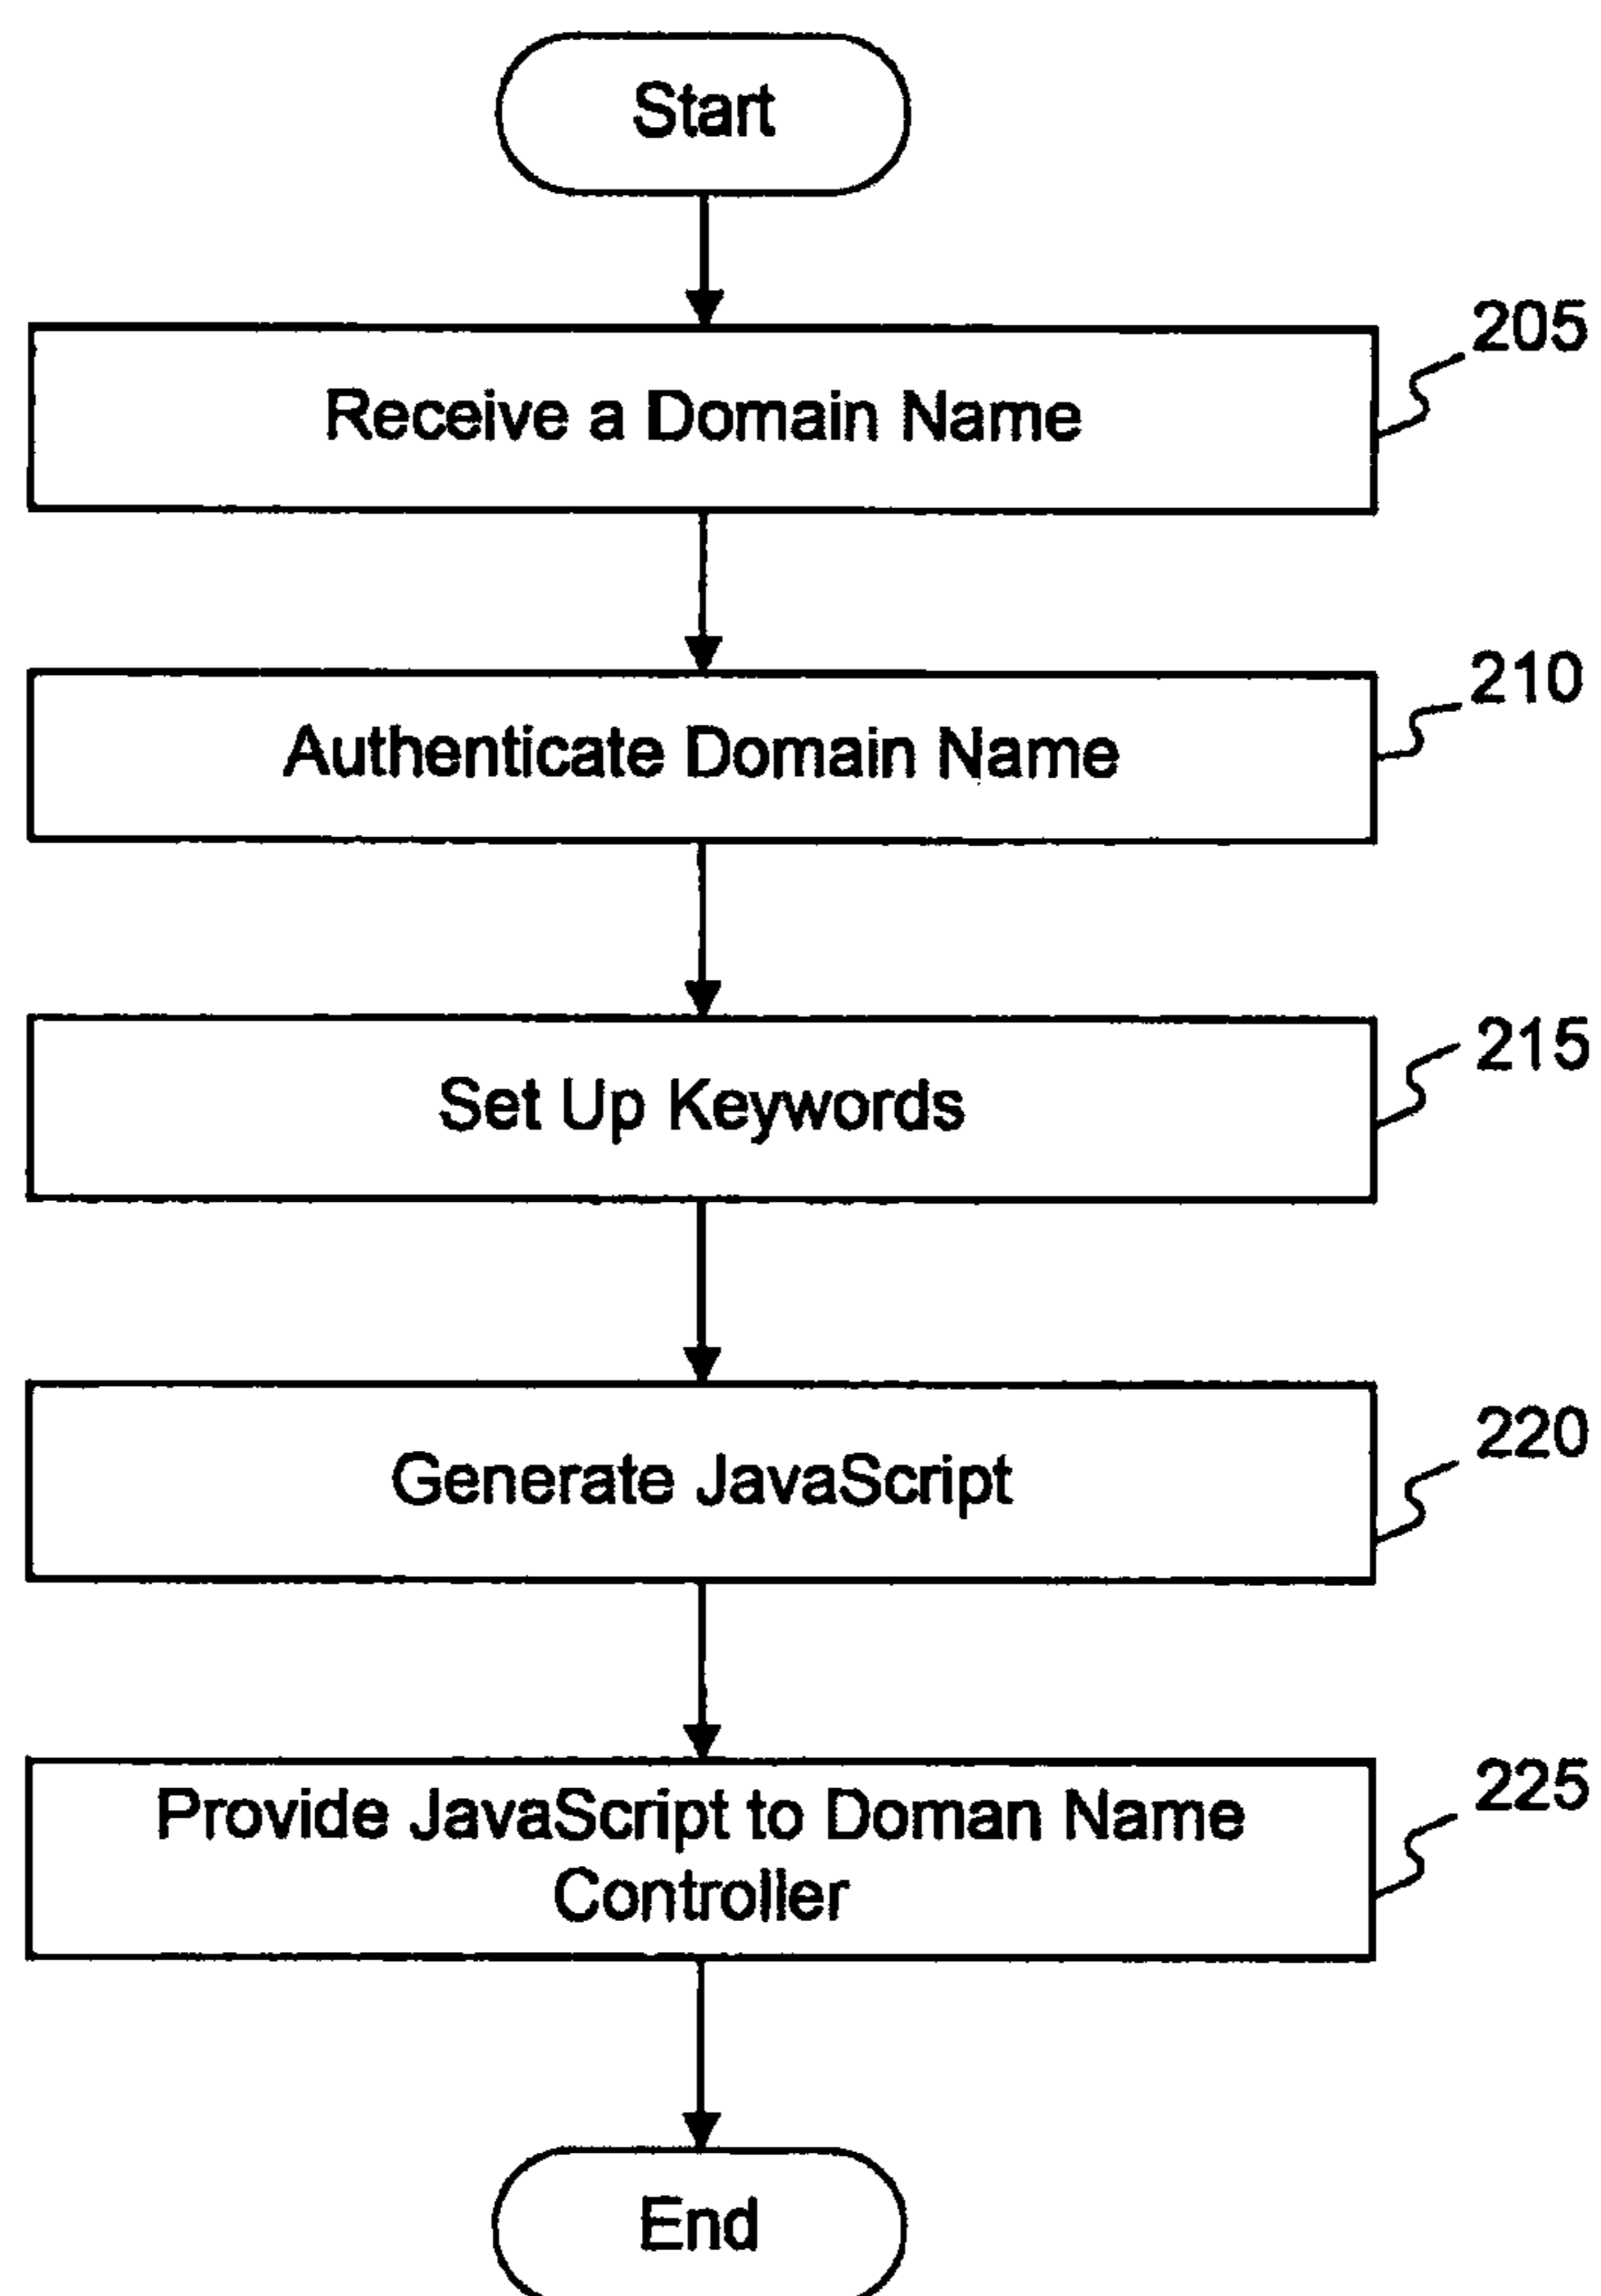 Start
205
Receive a Domain Name
210
Authenticate Domain Name
215
Set Up Keywords
220
Generate JavaScript
225
Provide JavaScript to Doman Name
Controller
End